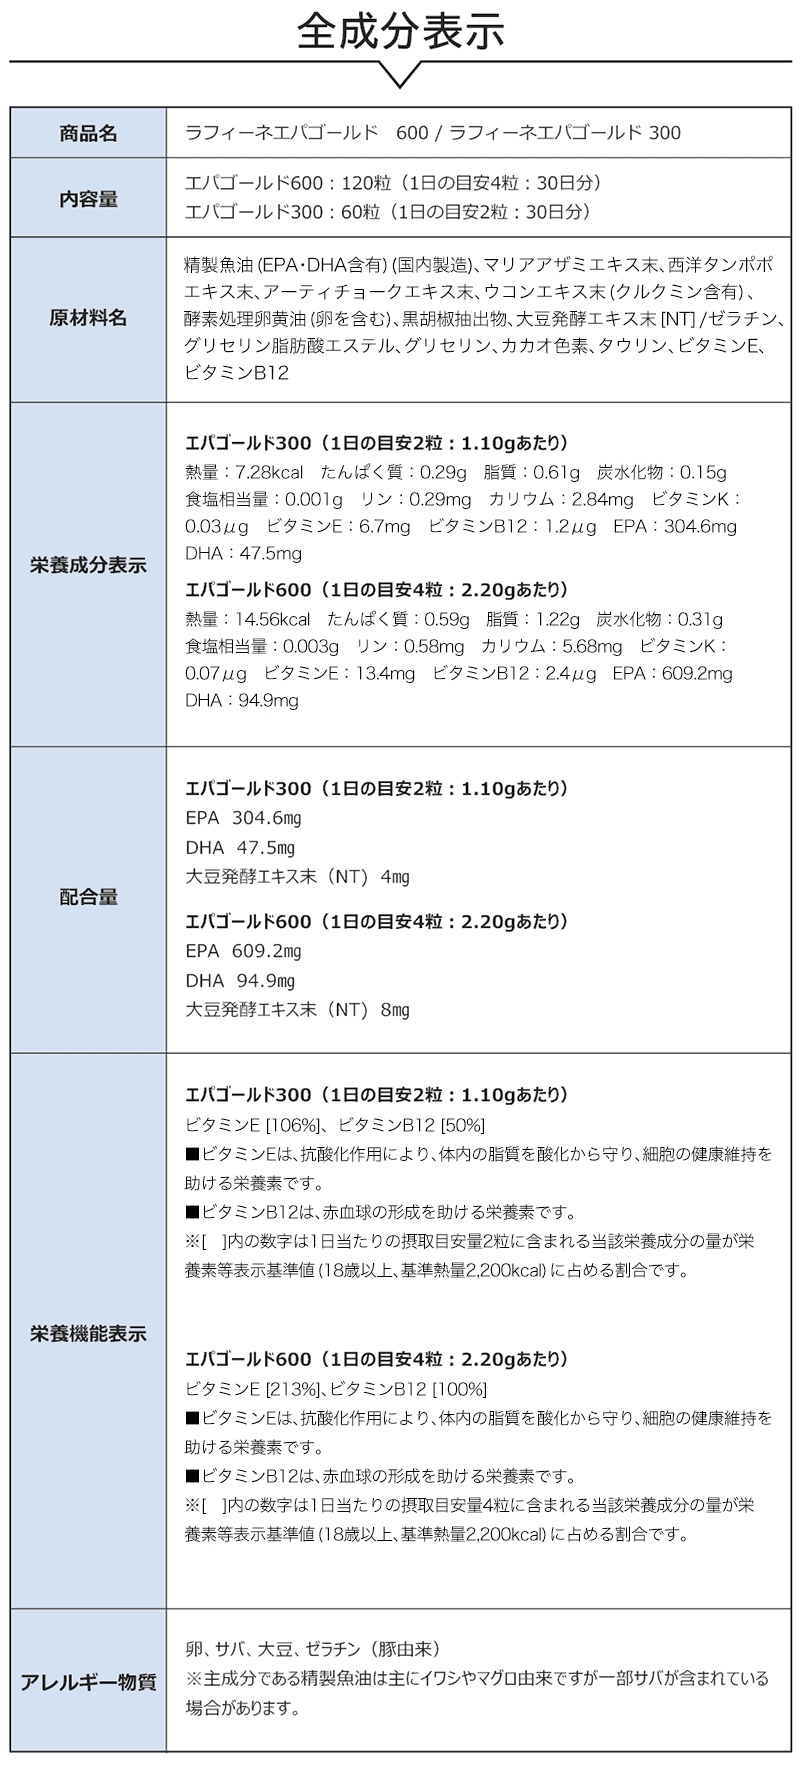 全成分表示
商品名
ラフィーネエパゴールド　600 / ラフィーネエパゴールド 300
内容量
エパゴールド600：120粒（1日の目安4粒：30日分）
エパゴールド300：60粒（1日の目安2粒：30日分）
原材料名
精製魚油 (EPA・DHA含有) (国内製造)、マリアアザミエキス末、西洋タンポポ
エキス末、アーティチョークエキス末、ウコンエキス末 (クルクミン含有) 、
酵素処理卵黄油 (卵を含む)、黒胡椒抽出物、大豆発酵エキス末 [NT] /ゼラチン、
グリセリン脂肪酸エステル、グリセリン、カカオ色素、タウリン、ビタミンE、
ビタミンB12
栄養成分表示
エパゴールド300（1日の目安2粒：1.10gあたり）
熱量：7.28kcal　たんぱく質：0.29g　脂質：0.61g　炭水化物：0.15g
食塩相当量：0.001g　リン：0.29mg　カリウム：2.84mg　ビタミンK：
0.03μg　ビタミンE：6.7mg　ビタミンB12：1.2μg　EPA：304.6mg
DHA：47.5mg
エパゴールド600（1日の目安4粒：2.20gあたり）
熱量：14.56kcal　たんぱく質：0.59g　脂質：1.22g　炭水化物：0.31g
食塩相当量：0.003g　リン：0.58mg　カリウム：5.68mg　ビタミンK：
0.07μg　ビタミンE：13.4mg　ビタミンB12：2.4μg　EPA：609.2mg
DHA：94.9mg
配合量
エパゴールド300（1日の目安2粒：1.10gあたり）
EPA  304.6㎎
DHA  47.5㎎
大豆発酵エキス末（NT）4㎎
エパゴールド600（1日の目安4粒：2.20gあたり）
EPA  609.2㎎
DHA  94.9㎎
大豆発酵エキス末（NT）8㎎
栄養機能表示
エパゴールド300（1日の目安2粒：1.10gあたり）
ビタミンE [106%]、ビタミンB12 [50%]
■ビタミンEは、抗酸化作用により、体内の脂質を酸化から守り、細胞の健康維持を
助ける栄養素です。
■ビタミンB12は、赤血球の形成を助ける栄養素です。
※[　]内の数字は1日当たりの摂取目安量2粒に含まれる当該栄養成分の量が栄
養素等表示基準値 (18歳以上、基準熱量2,200kcal) に占める割合です。
エパゴールド600（1日の目安4粒：2.20gあたり）
ビタミンE [213%]、ビタミンB12 [100%]
■ビタミンEは、抗酸化作用により、体内の脂質を酸化から守り、細胞の健康維持を
助ける栄養素です。
■ビタミンB12は、赤血球の形成を助ける栄養素です。
※[　]内の数字は1日当たりの摂取目安量4粒に含まれる当該栄養成分の量が栄
養素等表示基準値 (18歳以上、基準熱量2,200kcal) に占める割合です。
アレルギー物質
卵、サバ、大豆、ゼラチン（豚由来）
※主成分である精製魚油は主にイワシやマグロ由来ですが一部サバが含まれている
場合があります。